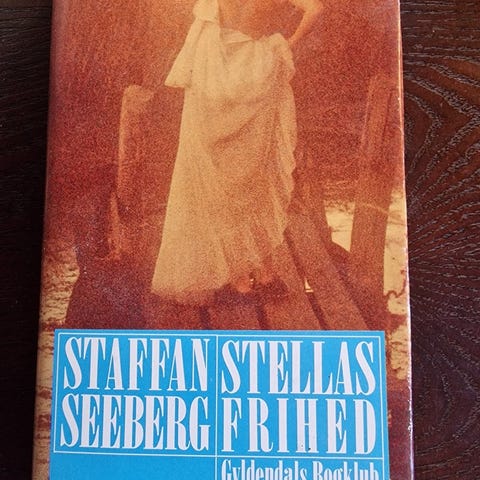 STAFFAN
SEEBERG
STELLAS
FRIHED
Gyldendals Bogklub